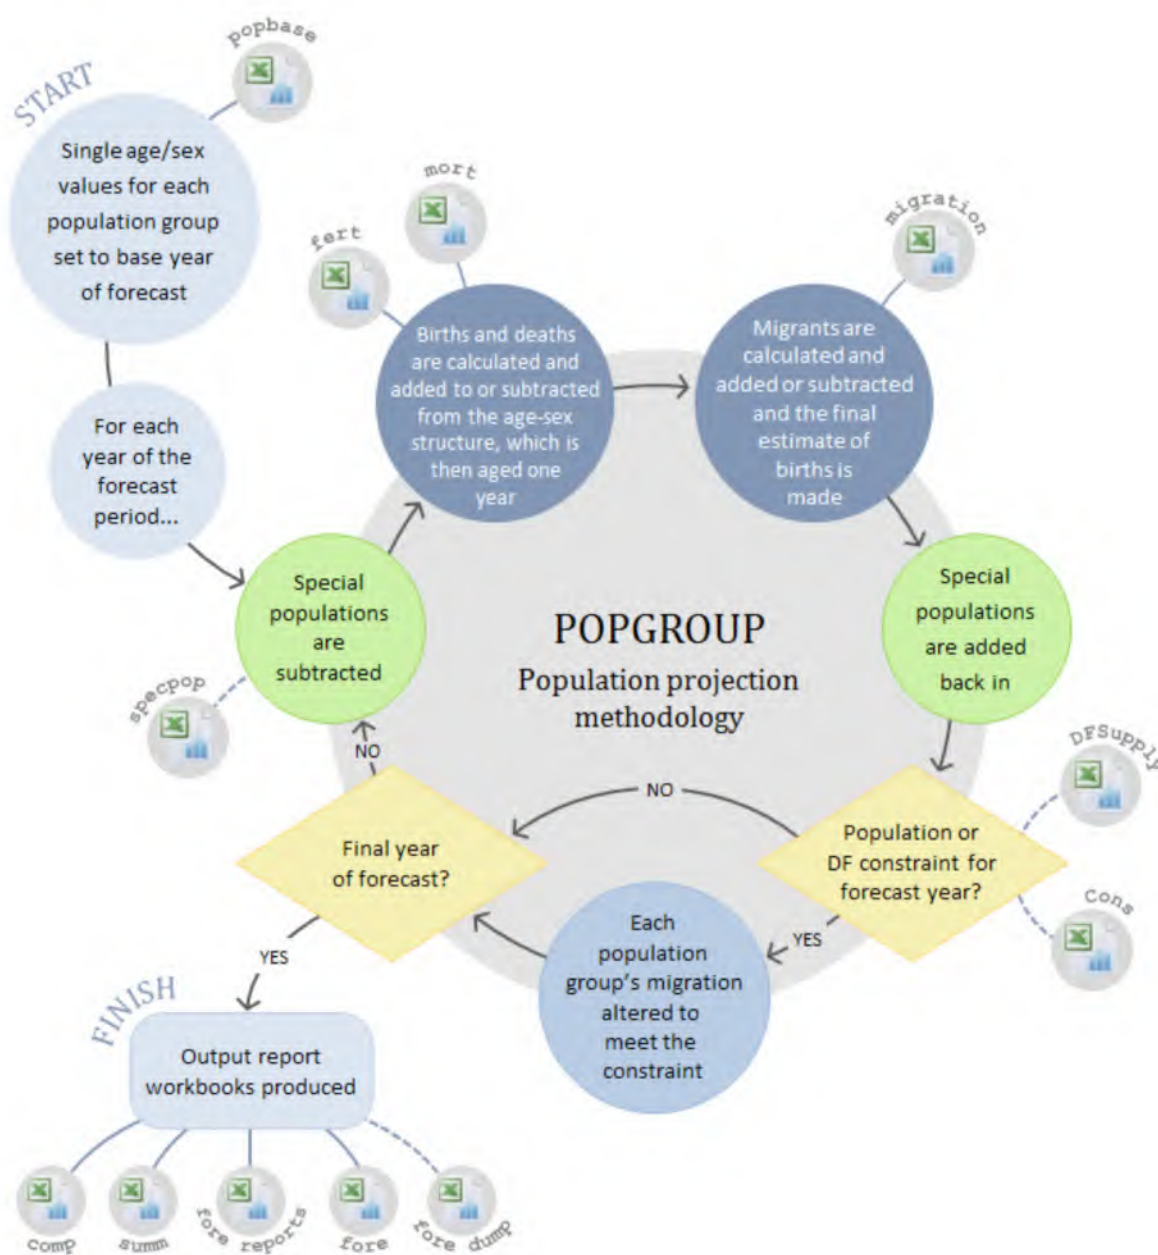 popbase
START
Single age/sex
values for each
population group
set to base year
of forecast
For each
year of the
forecast
period...
mort
fert
migration
Births and deaths
are calculated and
added to or subtracted
from the age-sex
structure, which is
then aged one
year
Migrants are
calculated and
added or subtracted
and the final
estimate of
births is
made
Special
populations
are
subtracted
specpop
POPGROUP
Population projection
methodology
Special
populations
are added
back in
DFSupply
Cons
NO
NO
Final year
of forecast?
Population or
DF constraint for
forecast year?
YES
Each
population
group's migration
altered to
meet the
constraint
YES
FINISH
Output report
workbooks produced
comp
summ
fore reports
fore
fore dump